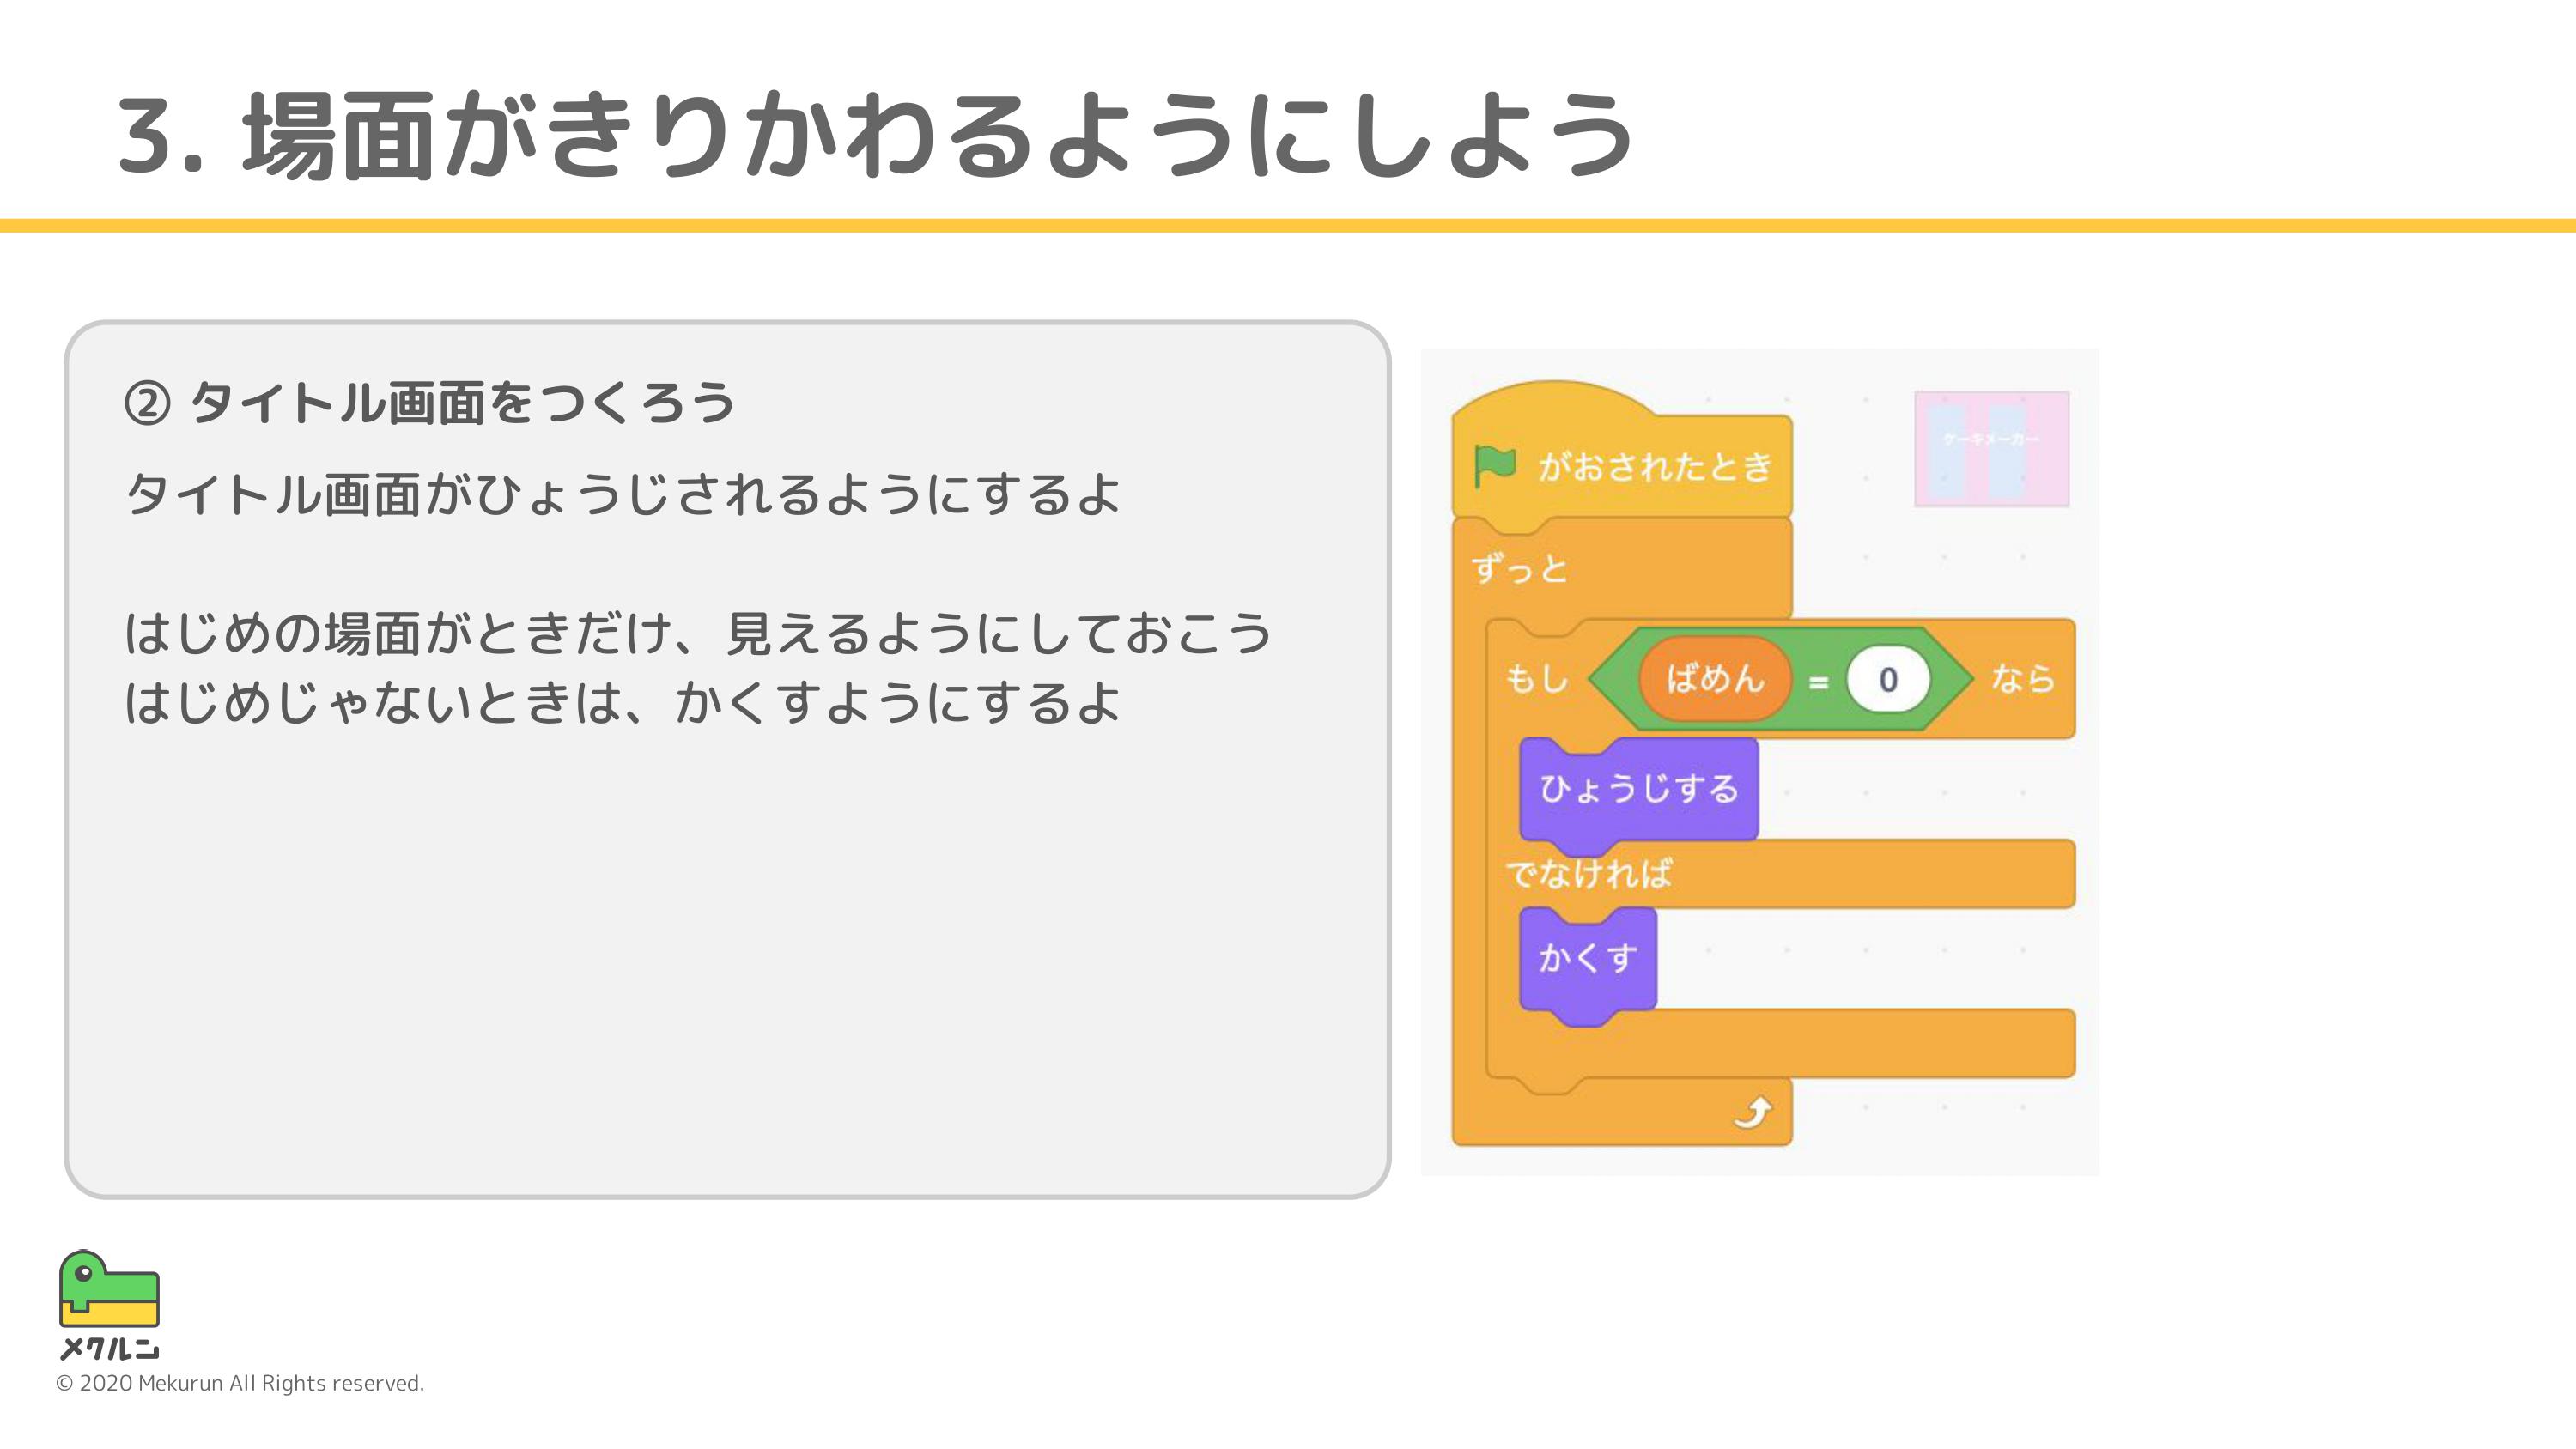 3. 場面がきりかわるようにしよう
② タイトル画面をつくろう
タイトル画面がひょうじされるようにするよ
はじめの場面がときだけ、見えるようにしておこう
はじめじゃないときは、かくすようにするよ
がおされたとき
ケーキメーカー
ずっと
もし ばめん = 0 なら
ひょうじする
でなければ
かくす
メクルン
© 2020 Mekurun All Rights reserved.